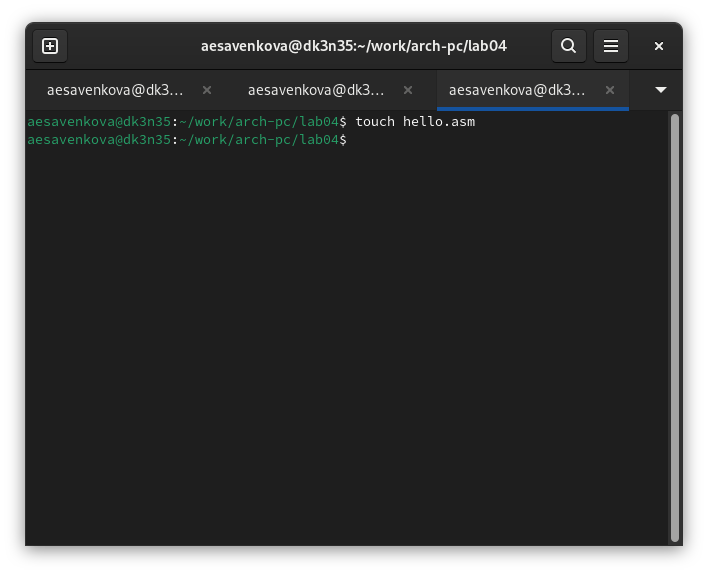 aesavenkova@dk3n35:~/work/arch-pc/lab04
aesavenkova@dk3... aesavenkova@dk3... aesavenkova@dk3...
aesavenkova@dk3n35:~/work/arch-pc/lab04$ touch hello.asm
aesavenkova@dk3n35:~/work/arch-pc/lab04$